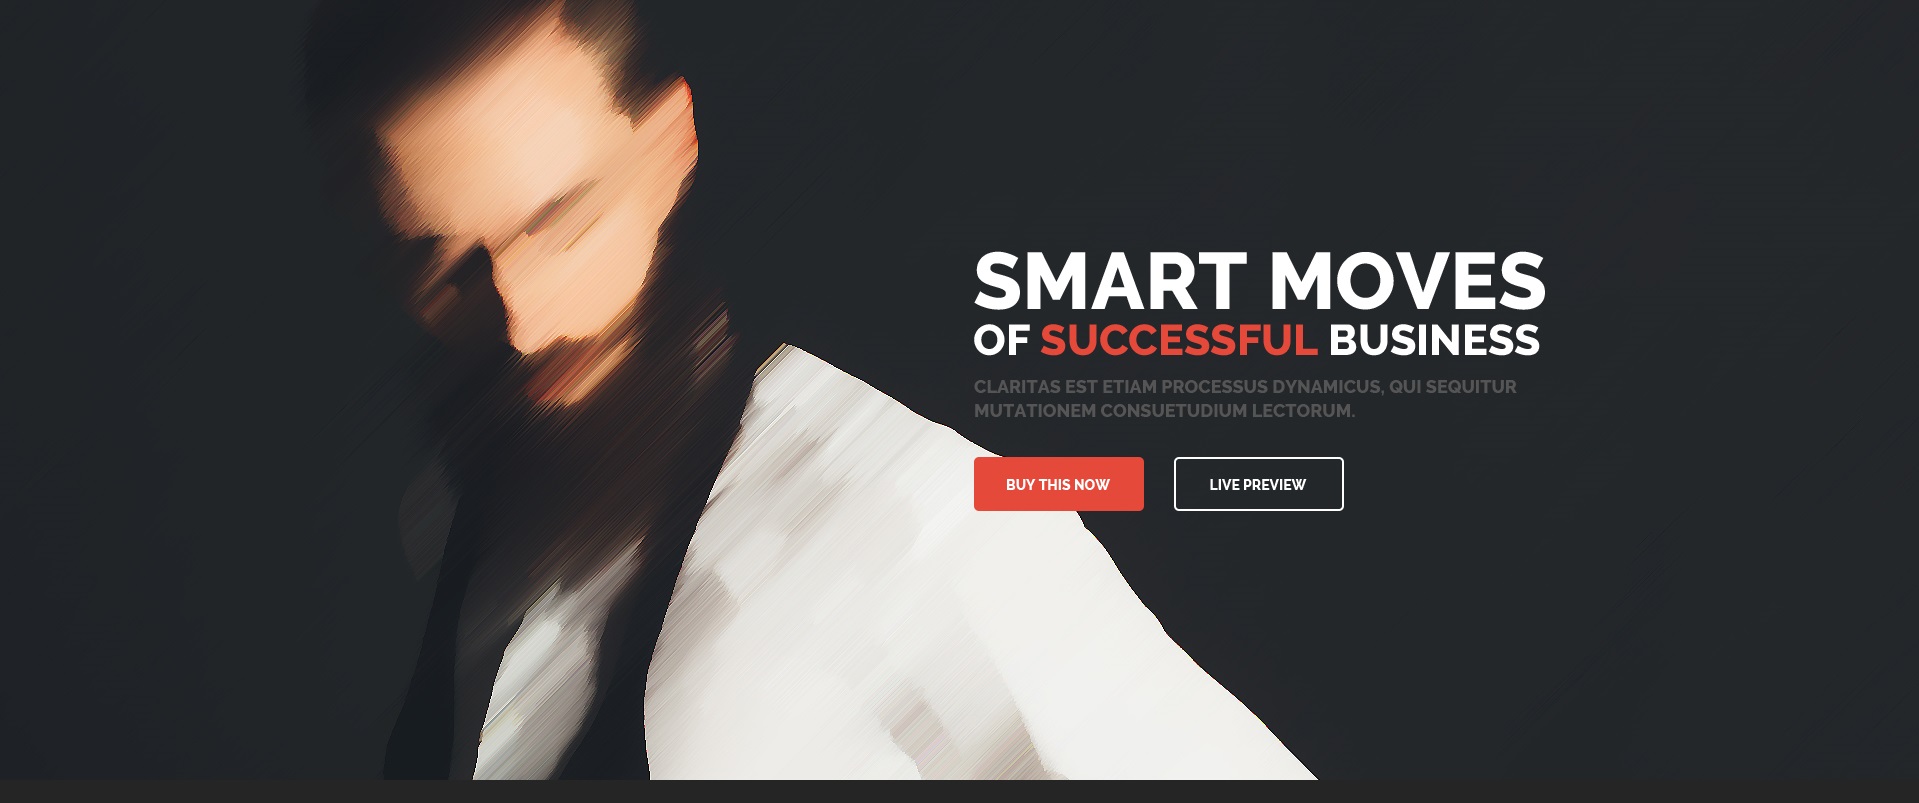 SMART MOVES
OF SUCCESSFUL BUSINESS
CLARITAS EST ETIAM PROCESSUS DYNAMICUS, QUI SEQUITUR
MUTATIONEM CONSUETUDIUM LECTORUM.
BUY THIS NOW
LIVE PREVIEW